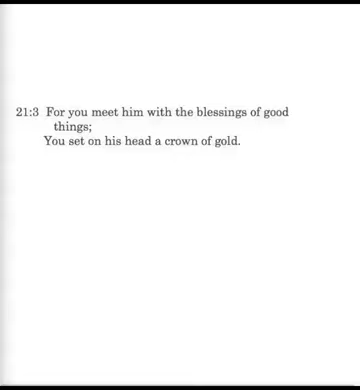 21:3 For you meet him with the blessings of good
things;
You set on his head a crown of gold.